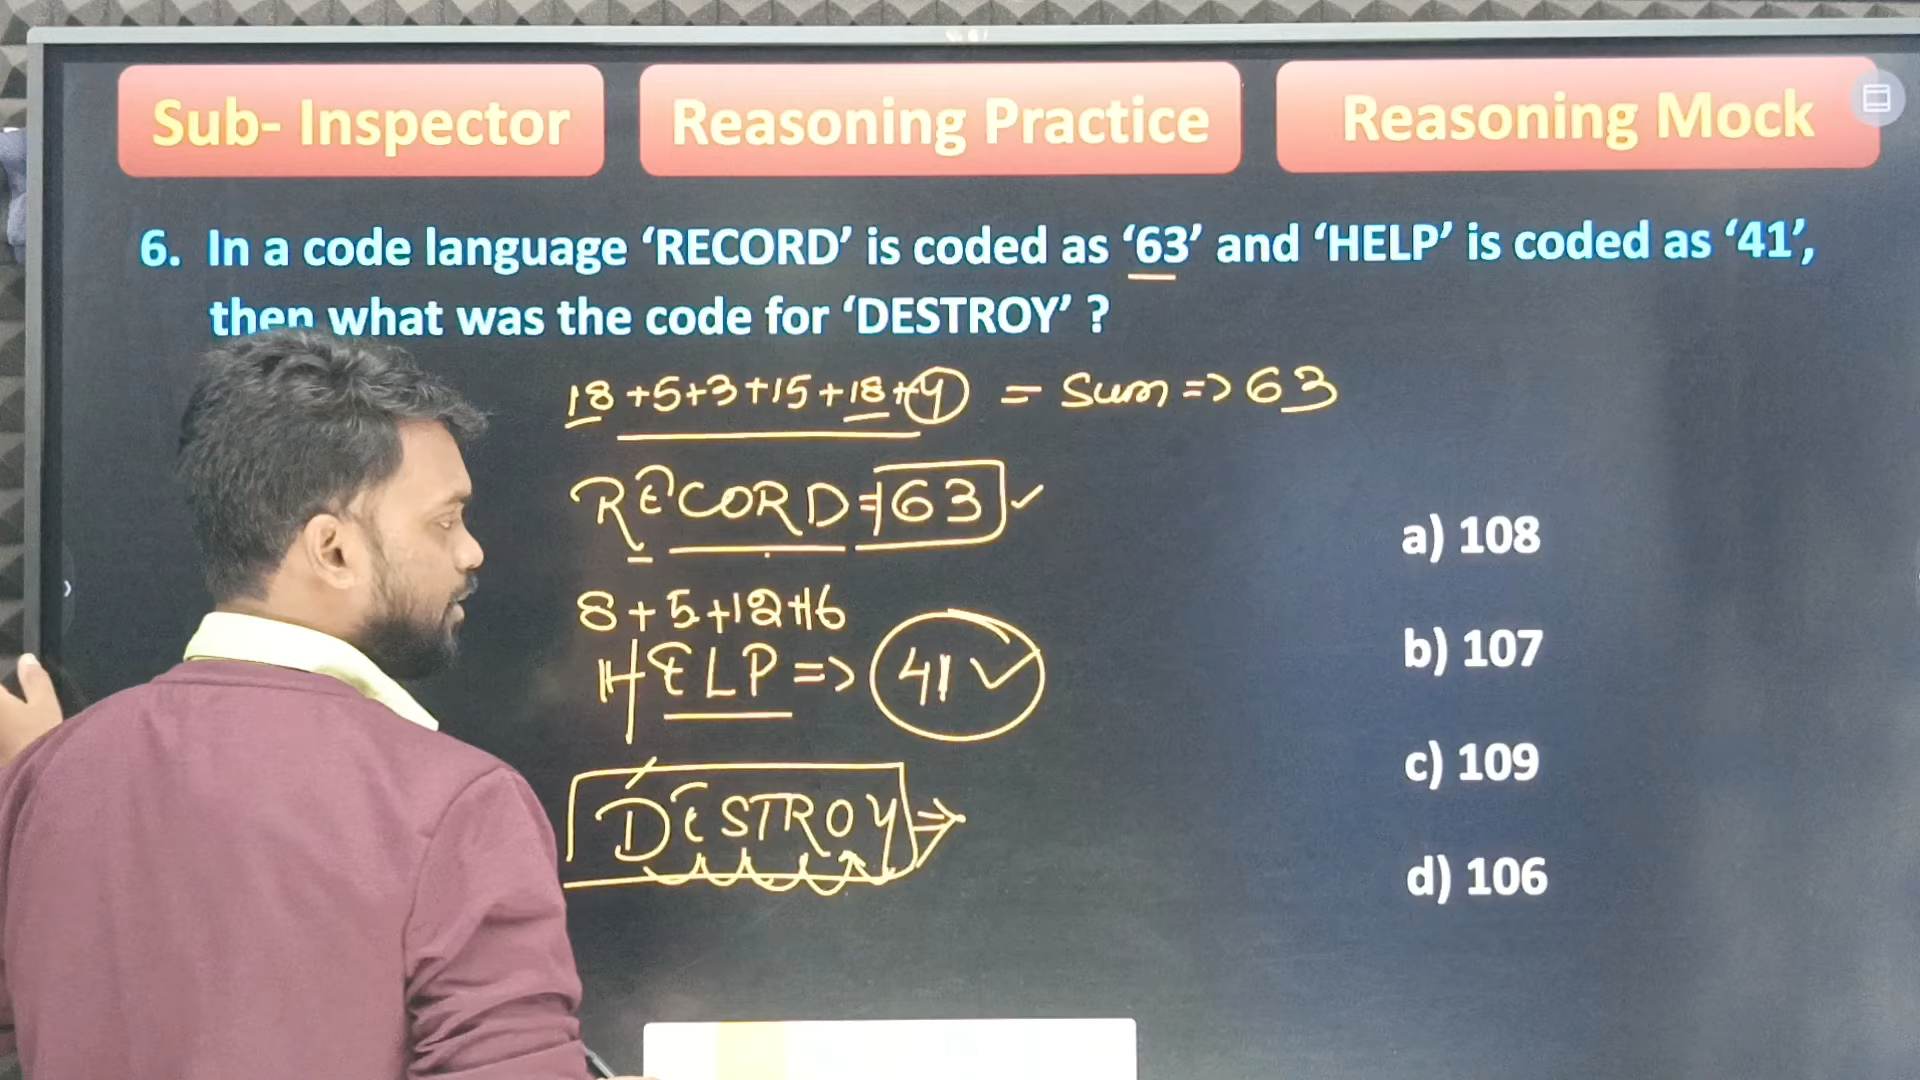 Sub- Inspector
Reasoning Practice
Reasoning Mock
6. In a code language ‘RECORD’ is coded as ‘63’ and ‘HELP’ is coded as ‘41’,
then what was the code for ‘DESTROY’ ?
18+5+3+15+18+4 = Sum => 63
RECORD = 63
8+5+12+16
HELP => 41
DESTROY =>
a) 108
b) 107
c) 109
d) 106